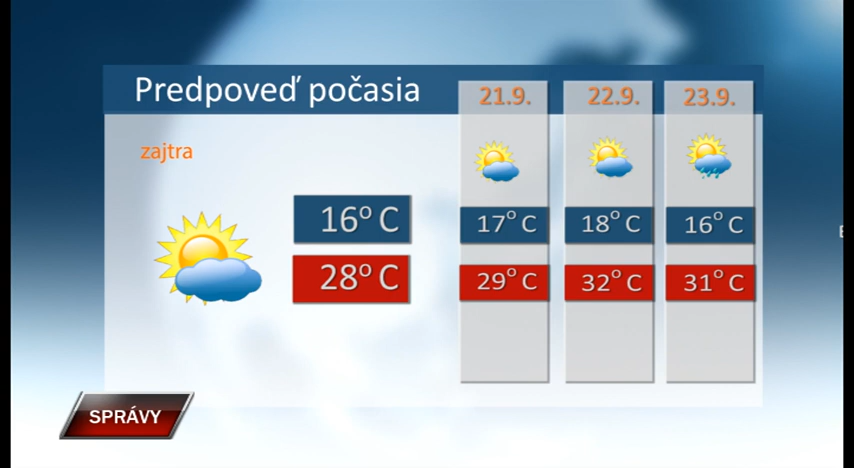 Predpoveď počasia
zajtra
16° C
28° C
21.9.
17° C
29° C
22.9.
18° C
32° C
23.9.
16° C
31° C
SPRÁVY